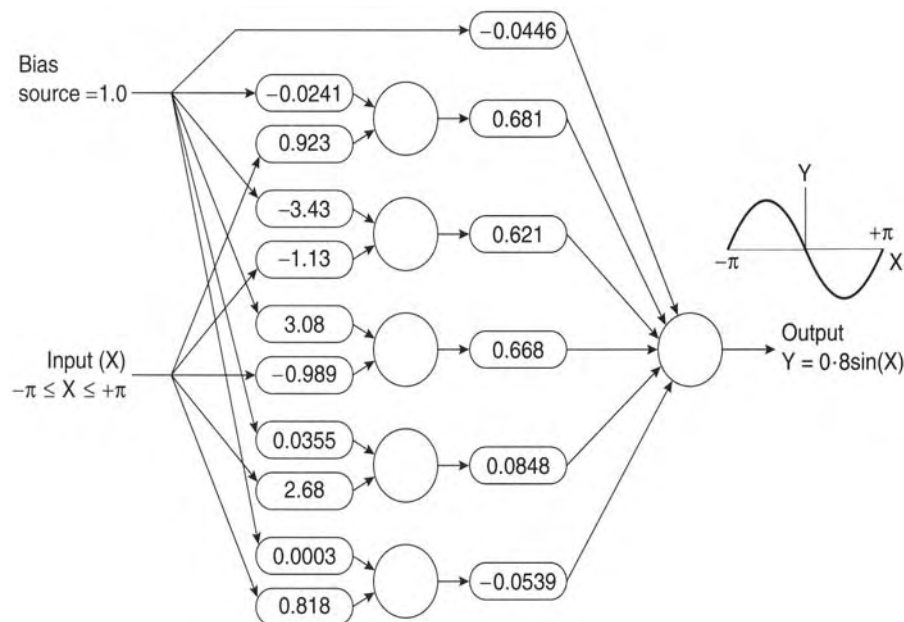 −0.0446
Bias
source =1.0
−0.0241
0.923
0.681
−3.43
−1.13
0.621
3.08
−0.989
0.668
0.0355
2.68
0.0848
0.0003
0.818
−0.0539
Input (X)
−π ≤ X ≤ +π
Y
+π
−π
X
Output
Y = 0·8sin(X)